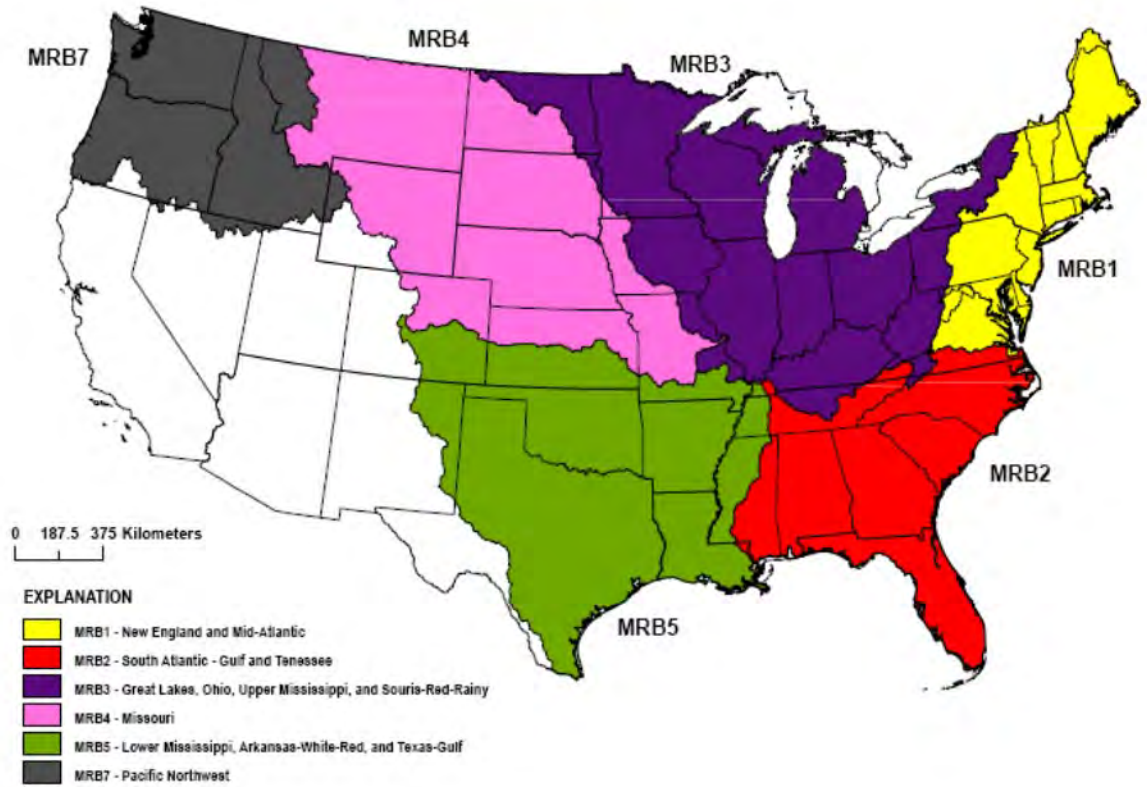 MRB7
MRB4
MRB3
MRB1
MRB2
MRB5
0 187.5 375 Kilometers
EXPLANATION
MRB1 - New England and Mid-Atlantic
MRB2 - South Atlantic - Gulf and Tenessee
MRB3 - Great Lakes, Ohio, Upper Mississippi, and Souris-Red-Rainy
MRB4 - Missouri
MRB5 - Lower Mississippi, Arkansas-White-Red, and Texas-Gulf
MRB7 - Pacific Northwest